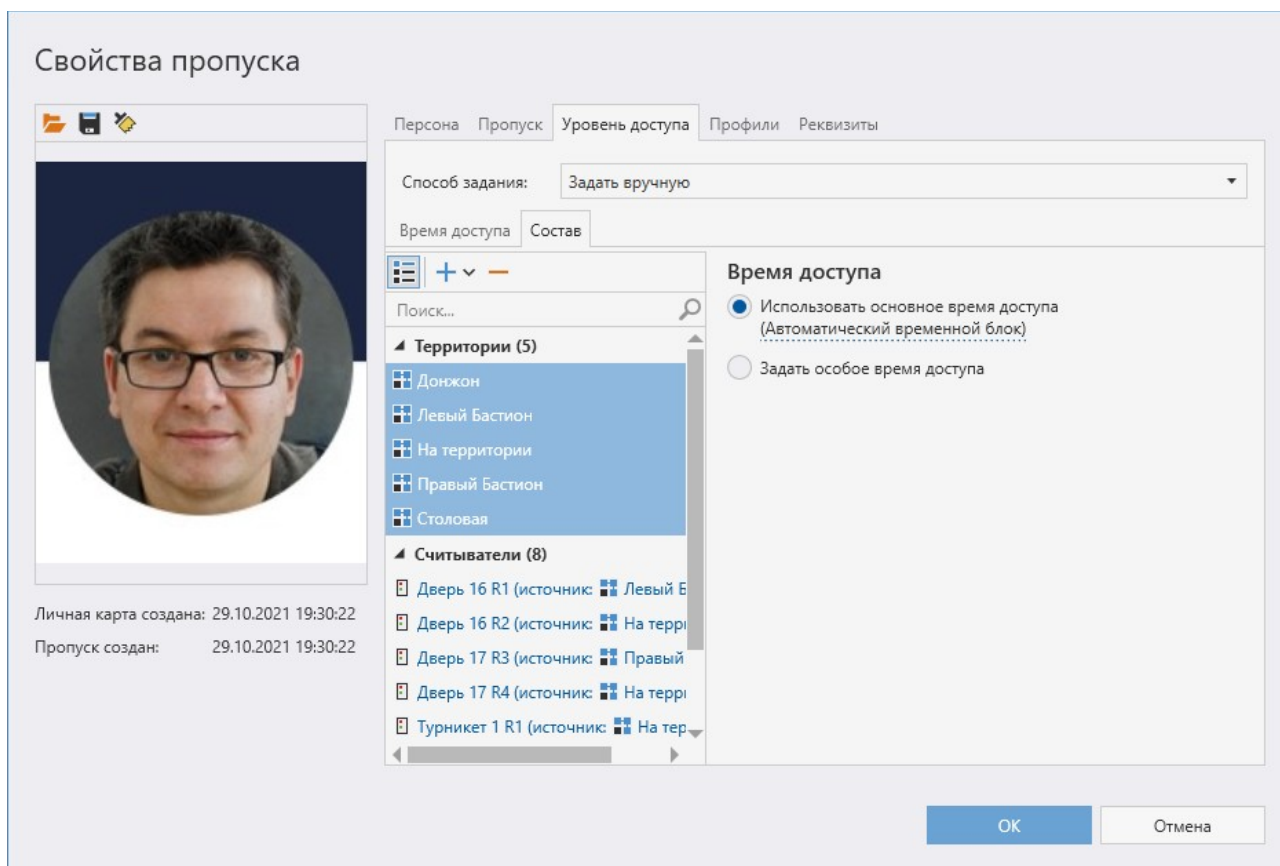 Свойства пропуска
Персона Пропуск Уровень доступа Профили Реквизиты
Способ задания: Задать вручную
Время доступа Состав
Поиск...
Территории (5)
Донжон
Левый Бастион
На территории
Правый Бастион
Столовая
Считыватели (8)
Дверь 16 R1 (источник: Левый Б
Дверь 16 R2 (источник: На терр
Дверь 17 R3 (источник: Правый
Дверь 17 R4 (источник: На терр
Турникет 1 R1 (источник: На тер
Время доступа
Использовать основное время доступа
(Автоматический временной блок)
Задать особое время доступа
Личная карта создана: 29.10.2021 19:30:22
Пропуск создан: 29.10.2021 19:30:22
ОК Отмена